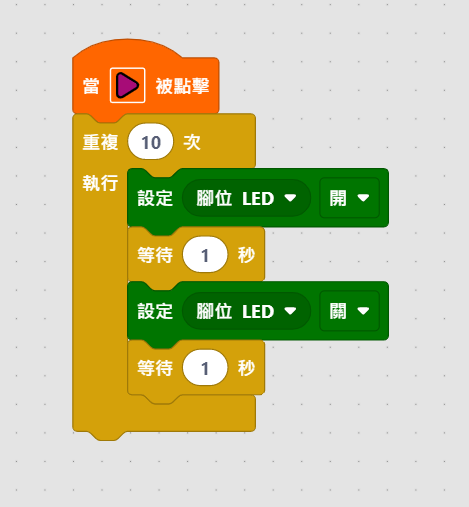 當 被點擊
重複 10 次
執行
設定 腳位 LED 開
等待 1 秒
設定 腳位 LED 關
等待 1 秒